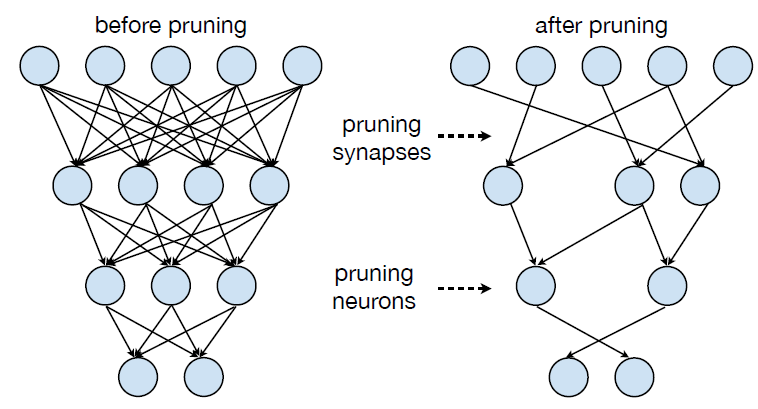 before pruning
after pruning
pruning
synapses
pruning
neurons